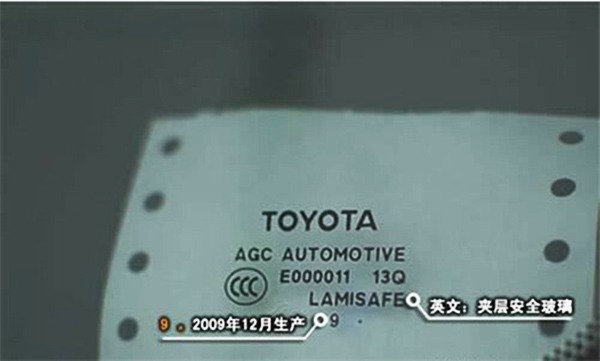 TOYOTA
AGC AUTOMOTIVE
CCC E000011 13Q
LAMISAFE 英文：夹层安全玻璃
9 . 2009年12月生产 9 .